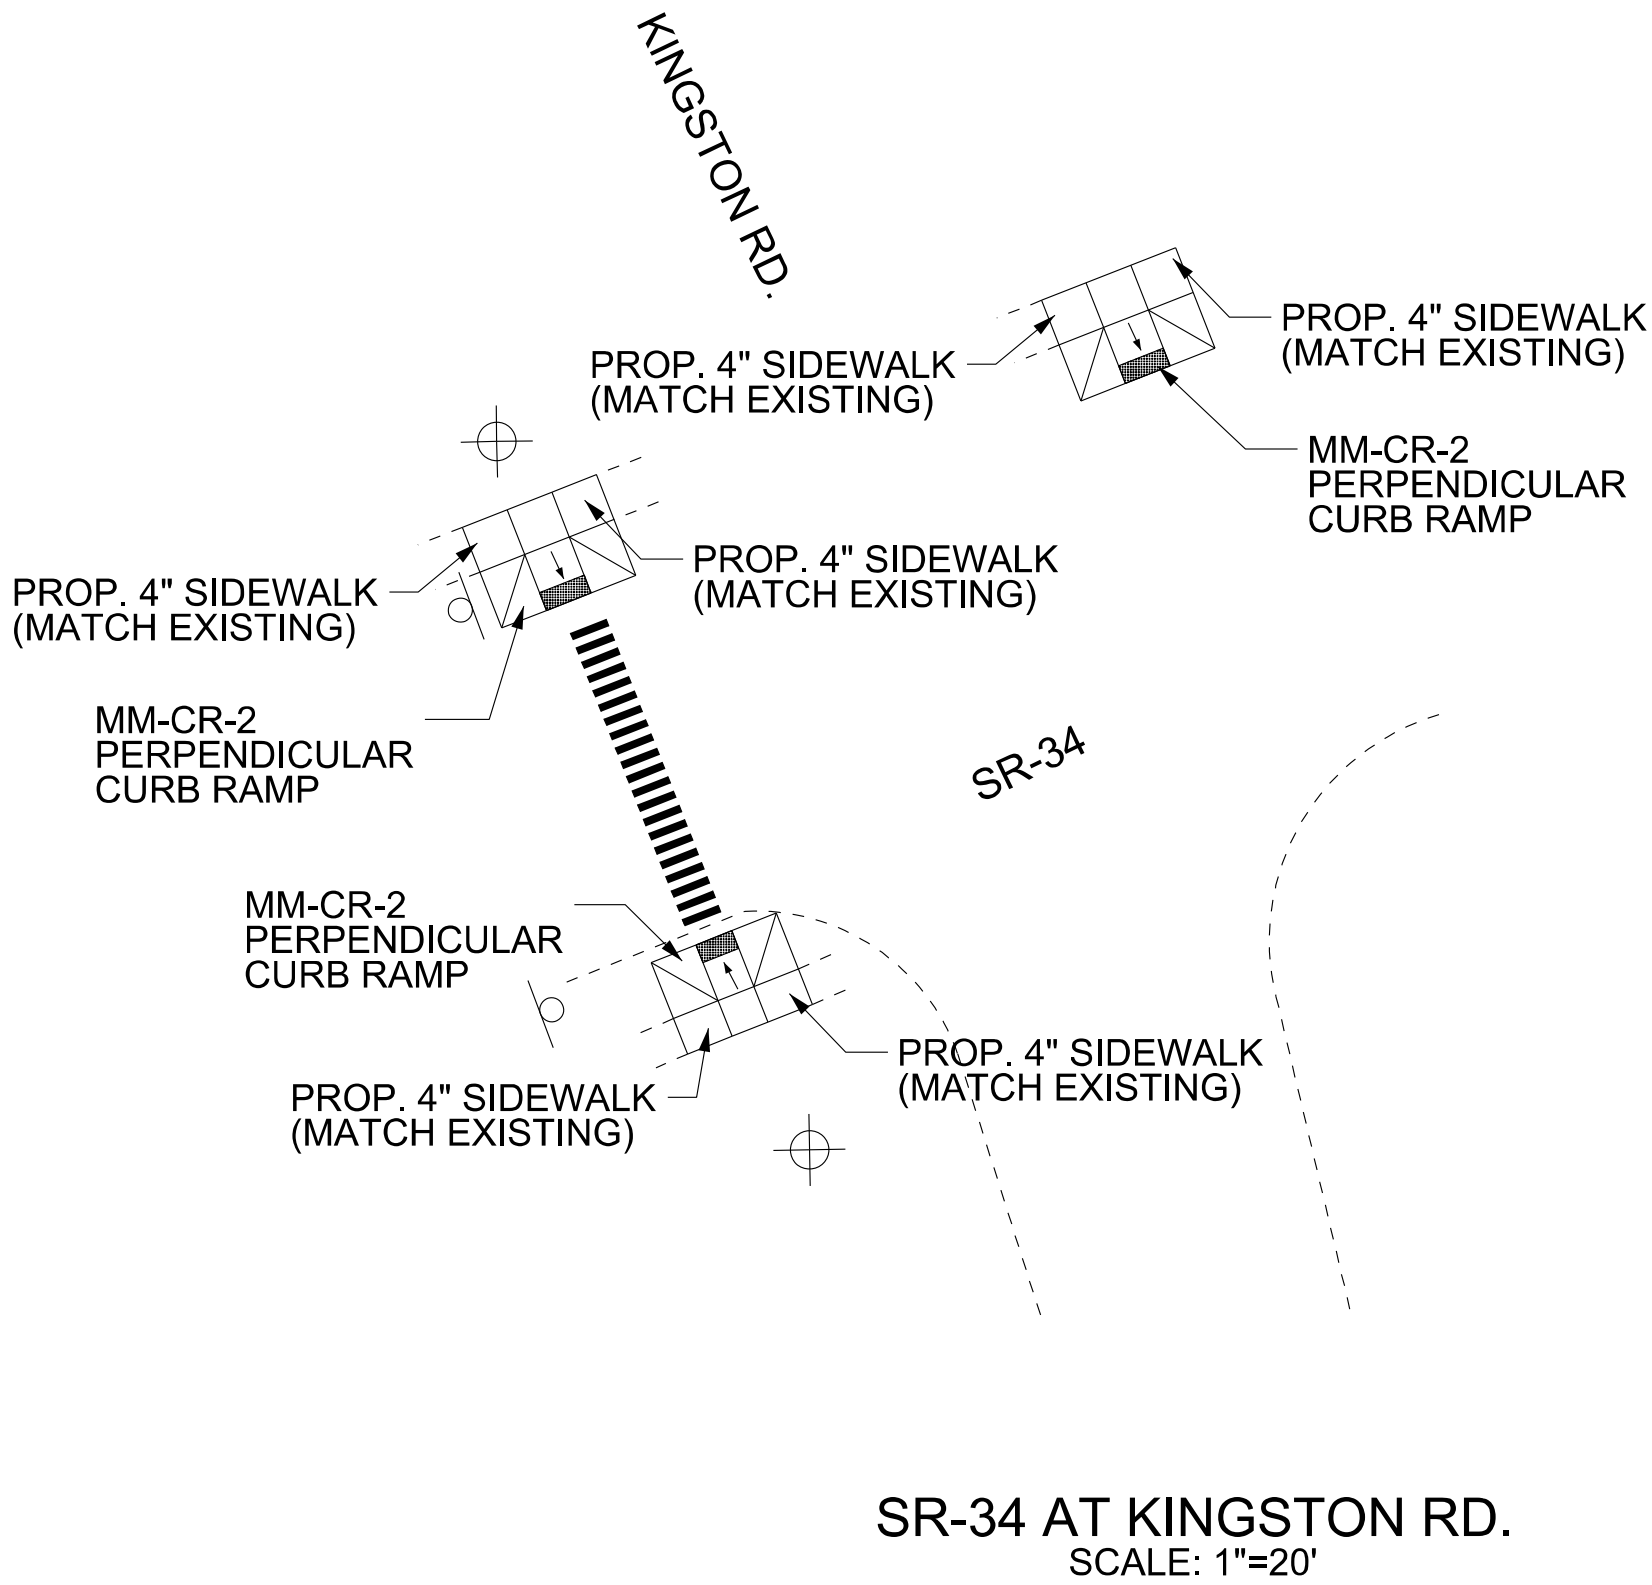 KINGSTON RD.
PROP. 4" SIDEWALK
(MATCH EXISTING)
PROP. 4" SIDEWALK
(MATCH EXISTING)
MM-CR-2
PERPENDICULAR
CURB RAMP
PROP. 4" SIDEWALK
(MATCH EXISTING)
PROP. 4" SIDEWALK
(MATCH EXISTING)
MM-CR-2
PERPENDICULAR
CURB RAMP
SR-34
MM-CR-2
PERPENDICULAR
CURB RAMP
PROP. 4" SIDEWALK
(MATCH EXISTING)
PROP. 4" SIDEWALK
(MATCH EXISTING)
SR-34 AT KINGSTON RD.
SCALE: 1"=20'